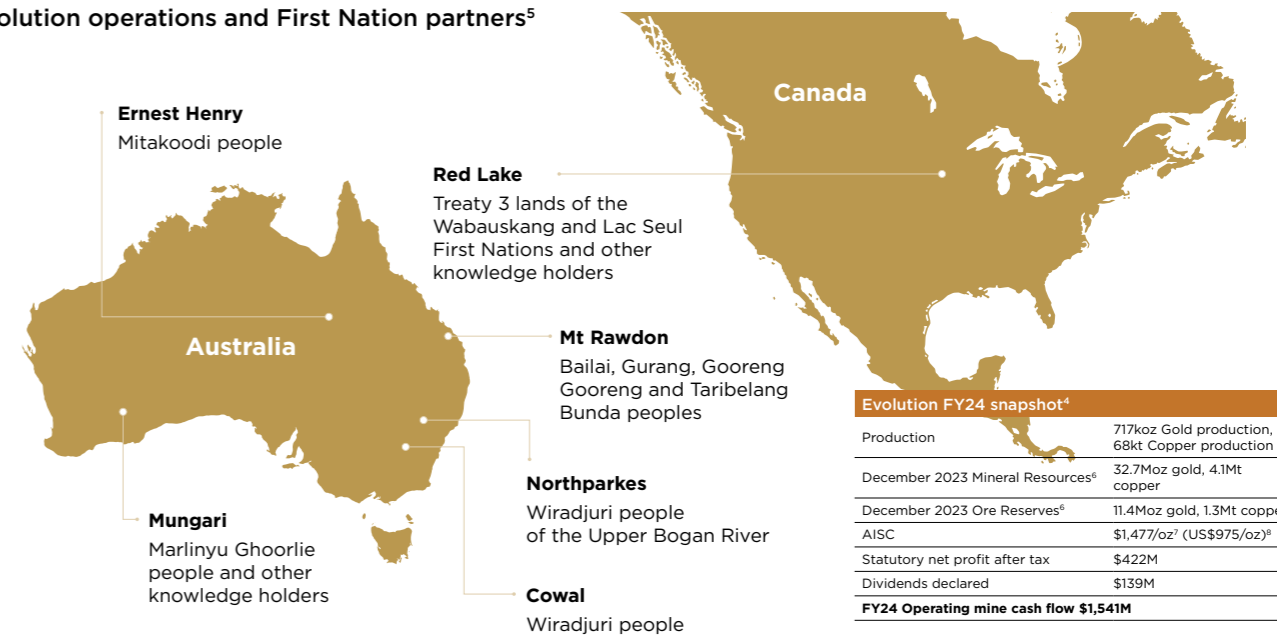 olution operations and First Nation partners⁵
Ernest Henry
Mitakoodi people
Canada
Red Lake
Treaty 3 lands of the
Wabauskang and Lac Seul
First Nations and other
knowledge holders
Australia
Mt Rawdon
Bailai, Gurang, Gooreng
Gooreng and Taribelang
Bunda peoples
Northparkes
Wiradjuri people
of the Upper Bogan River
Mungari
Marlinyu Ghoorlie
people and other
knowledge holders
Cowal
Wiradjuri people
Evolution FY24 snapshot⁴
Production 717koz Gold production,
68kt Copper production
December 2023 Mineral Resources⁶ 32.7Moz gold, 4.1Mt
copper
December 2023 Ore Reserves⁶ 11.4Moz gold, 1.3Mt coppe
AISC $1,477/oz⁷ (US$975/oz)⁸
Statutory net profit after tax $422M
Dividends declared $139M
FY24 Operating mine cash flow $1,541M